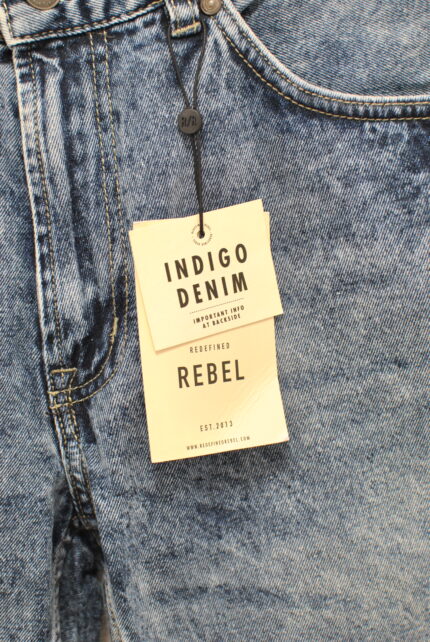 R/R
INDIGO
DENIM
IMPORTANT INFO
AT BACKSIDE
REDEFINED
REBEL
EST.2013
WWW.REDEFINEDREBEL.COM